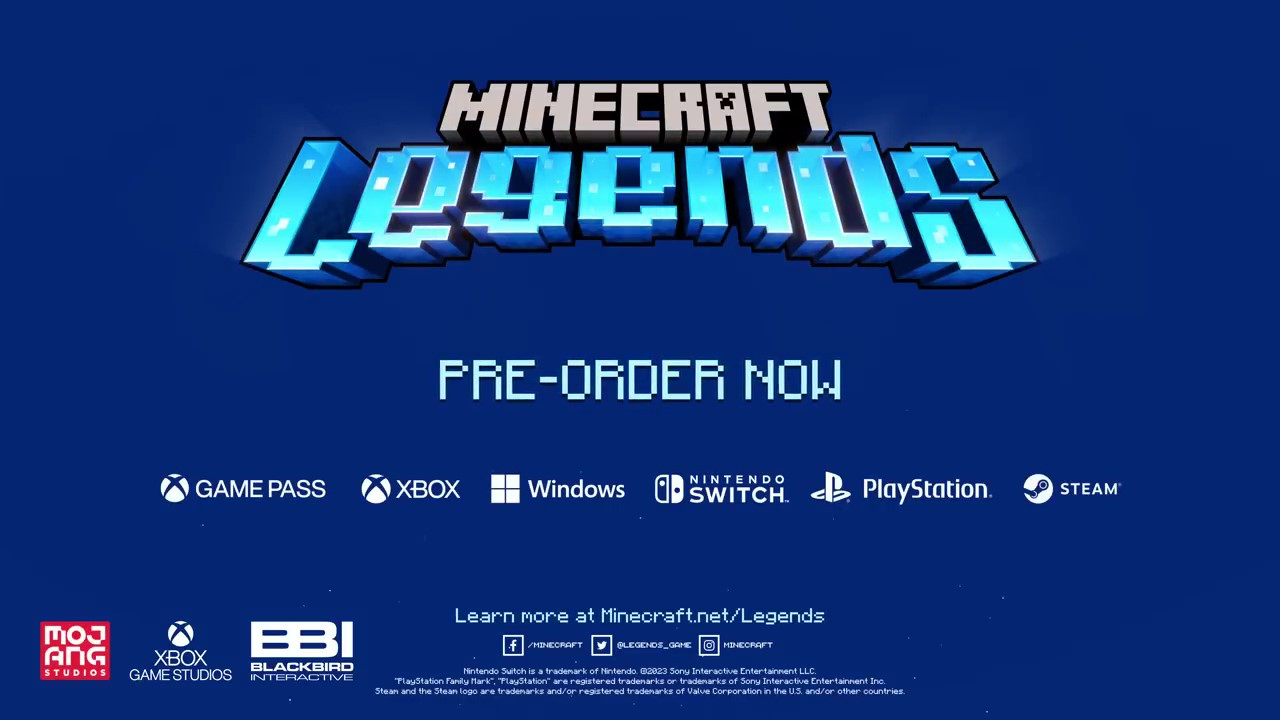 MINECRAFT
Legends
PRE-ORDER NOW
GAME PASS XBOX Windows NINTENDO SWITCH™ PlayStation® STEAM®
Learn more at Minecraft.net/Legends
/MINECRAFT @LEGENDS_GAME MINECRAFT
MOJANG STUDIOS
XBOX GAME STUDIOS
BBI BLACKBIRD INTERACTIVE
Nintendo Switch is a trademark of Nintendo. ©2023 Sony Interactive Entertainment LLC.
"PlayStation Family Mark", "PlayStation" are registered trademarks or trademarks of Sony Interactive Entertainment Inc.
Steam and the Steam logo are trademarks and/or registered trademarks of Valve Corporation in the U.S. and/or other countries.